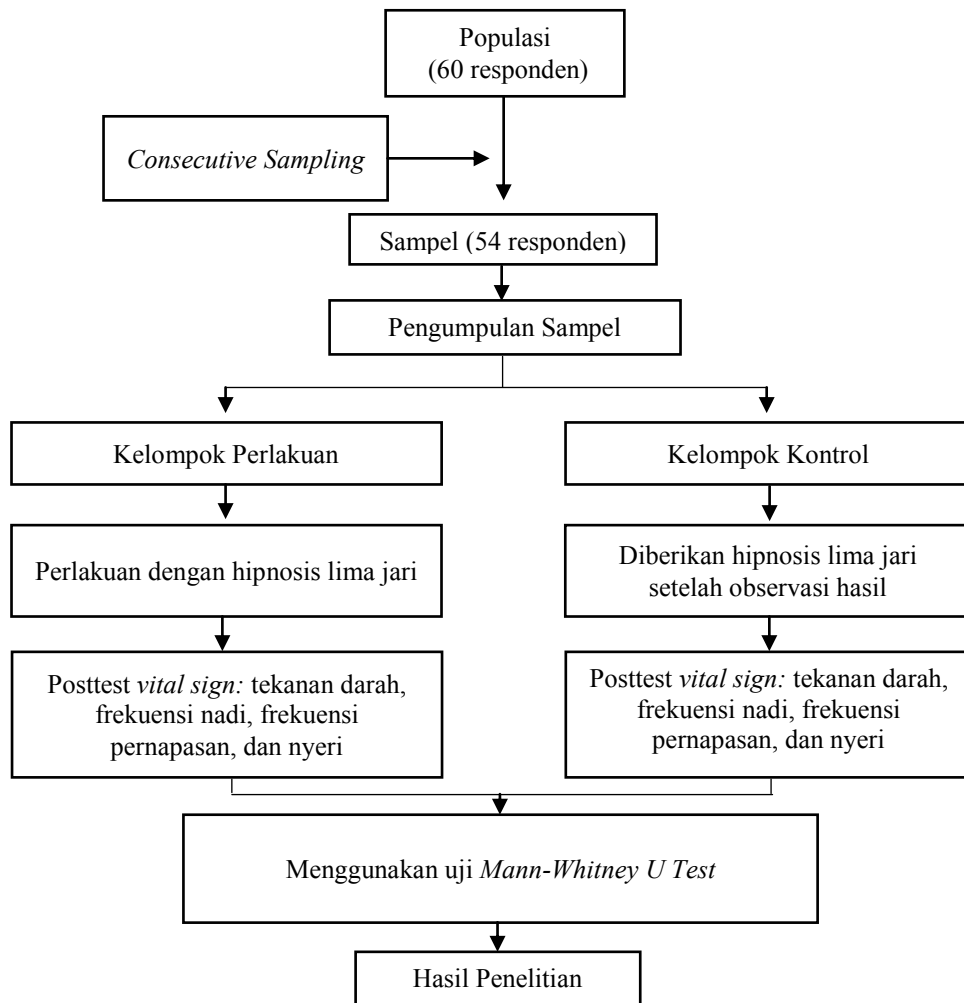 Populasi
(60 responden)
Consecutive Sampling
Sampel (54 responden)
Pengumpulan Sampel
Kelompok Perlakuan
Kelompok Kontrol
Perlakuan dengan hipnosis lima jari
Diberikan hipnosis lima jari
setelah observasi hasil
Posttest vital sign: tekanan darah,
frekuensi nadi, frekuensi
pernapasan, dan nyeri
Posttest vital sign: tekanan darah,
frekuensi nadi, frekuensi
pernapasan, dan nyeri
Menggunakan uji Mann-Whitney U Test
Hasil Penelitian